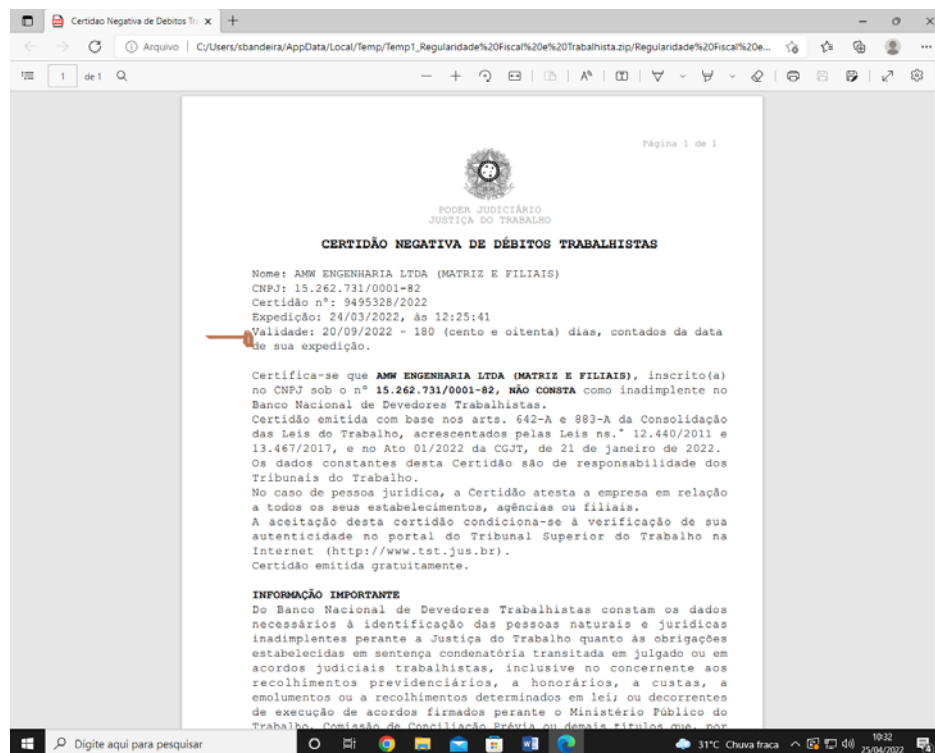 Certidao Negativa de Debitos Tr
Arquivo
C:/Users/sbandeira/AppData/Local/Temp/Temp1_Regularidade%20Fiscal%20e%20Trabalhista.zip/Regularidade%20Fiscal%20e...
1 de 1
Página 1 de 1
PODER JUDICIÁRIO
JUSTIÇA DO TRABALHO
CERTIDÃO NEGATIVA DE DÉBITOS TRABALHISTAS
Nome: AMW ENGENHARIA LTDA (MATRIZ E FILIAIS)
CNPJ: 15.262.731/0001-82
Certidão nº: 9495328/2022
Expedição: 24/03/2022, às 12:25:41
Validade: 20/09/2022 - 180 (cento e oitenta) dias, contados da data
de sua expedição.
Certifica-se que AMW ENGENHARIA LTDA (MATRIZ E FILIAIS), inscrito(a)
no CNPJ sob o nº 15.262.731/0001-82, NÃO CONSTA como inadimplente no
Banco Nacional de Devedores Trabalhistas.
Certidão emitida com base nos arts. 642-A e 883-A da Consolidação
das Leis do Trabalho, acrescentados pelas Leis ns.° 12.440/2011 e
13.467/2017, e no Ato 01/2022 da CGJT, de 21 de janeiro de 2022.
Os dados constantes desta Certidão são de responsabilidade dos
Tribunais do Trabalho.
No caso de pessoa jurídica, a Certidão atesta a empresa em relação
a todos os seus estabelecimentos, agências ou filiais.
A aceitação desta certidão condiciona-se à verificação de sua
autenticidade no portal do Tribunal Superior do Trabalho na
Internet (http://www.tst.jus.br).
Certidão emitida gratuitamente.
INFORMAÇÃO IMPORTANTE
Do Banco Nacional de Devedores Trabalhistas constam os dados
necessários à identificação das pessoas naturais e jurídicas
inadimplentes perante a Justiça do Trabalho quanto às obrigações
estabelecidas em sentença condenatória transitada em julgado ou em
acordos judiciais trabalhistas, inclusive no concernente aos
recolhimentos previdenciários, a honorários, a custas, a
emolumentos ou a recolhimentos determinados em lei; ou decorrentes
de execução de acordos firmados perante o Ministério Público do
Trabalho, Comissão de Conciliação Prévia ou demais títulos que, por
Digite aqui para pesquisar
31°C Chuva fraca
10:32
25/04/2022